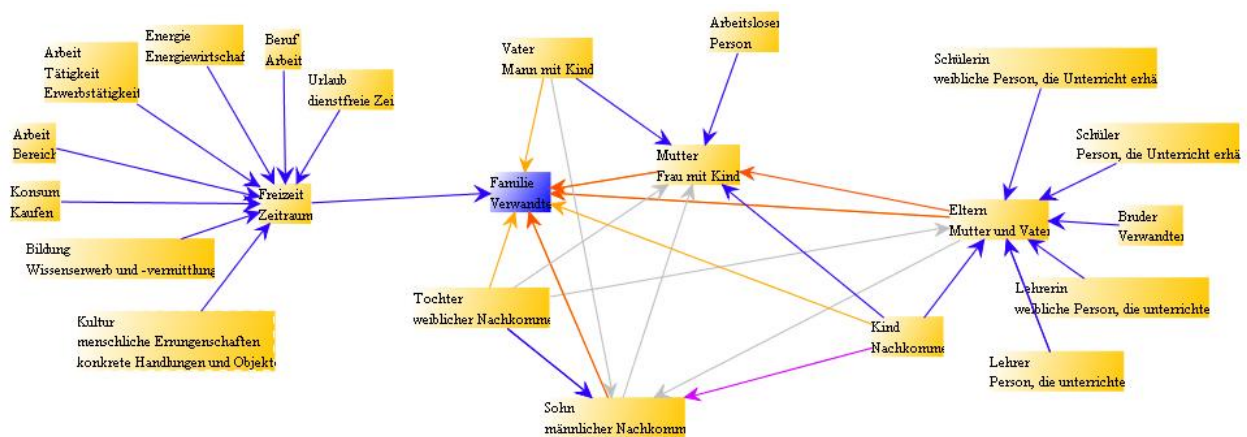 Arbeit
Tätigkeit
Erwerbstätigkeit
Energie
Energiewirtschaf
Beruf
Arbeit
Urlaub
dienstfreie Zei
Arbeit
Bereich
Konsum
Kaufen
Freizeit
Zeitraum
Bildung
Wissenserwerb und -vermittlung
Kultur
menschliche Errungenschaften
konkrete Handlungen und Objekte
Vater
Mann mit Kind
Arbeitsloser
Person
Mutter
Frau mit Kind
Familie
Verwandte
Tochter
weiblicher Nachkomme
Sohn
männlicher Nachkomm
Kind
Nachkomme
Eltern
Mutter und Vater
Schülerin
weibliche Person, die Unterricht erhä
Schüler
Person, die Unterricht erhä
Bruder
Verwandter
Lehrerin
weibliche Person, die unterrichte
Lehrer
Person, die unterrichte